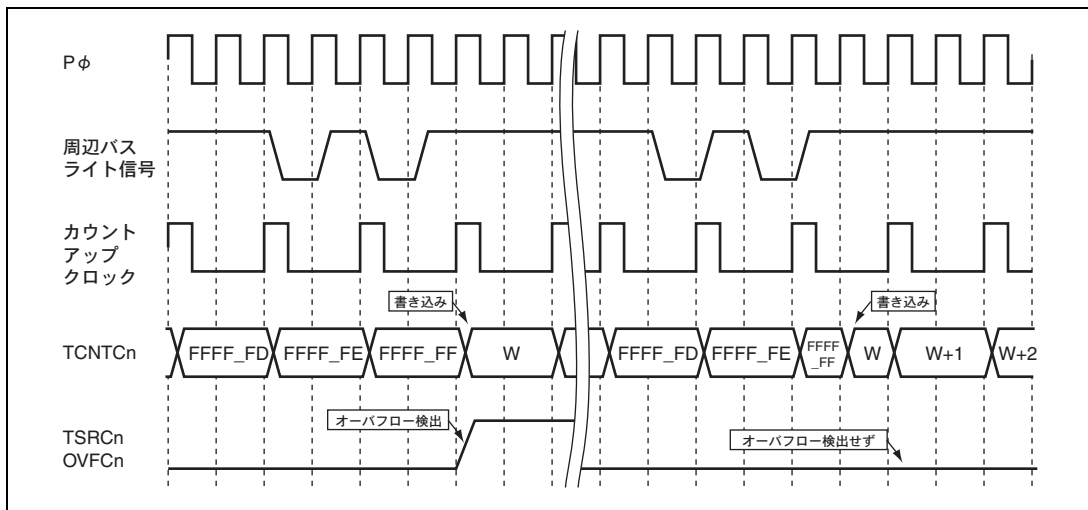 Pφ
周辺バス
ライト信号
カウント
アップ
クロック
書き込み
書き込み
TCNTCn
FFFF_FD
FFFF_FE
FFFF_FF
W
FFFF_FD
FFFF_FE
FFFF
_FF
W
W+1
W+2
オーバフロー検出
オーバフロー検出せず
TSRCn
OVFCn